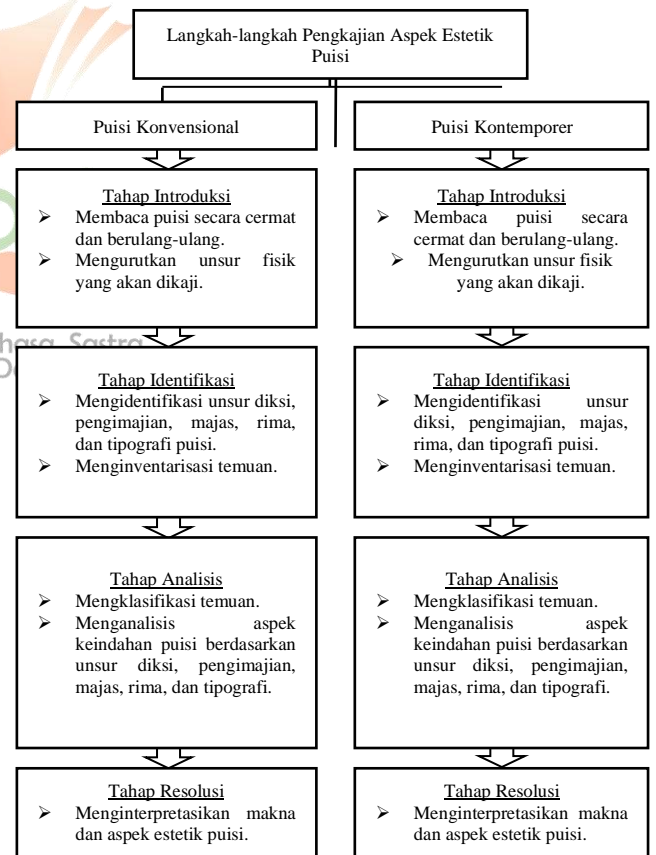 Langkah-langkah Pengkajian Aspek Estetik
Puisi
Puisi Konvensional
Tahap Introduksi
➢ Membaca puisi secara cermat
dan berulang-ulang.
➢ Mengurutkan unsur fisik
yang akan dikaji.
Tahap Identifikasi
➢ Mengidentifikasi unsur diksi,
pengimajian, majas, rima,
dan tipografi puisi.
➢ Menginventarisasi temuan.
Tahap Analisis
➢ Mengklasifikasi temuan.
➢ Menganalisis aspek
keindahan puisi berdasarkan
unsur diksi, pengimajian,
majas, rima, dan tipografi.
Tahap Resolusi
➢ Menginterpretasikan makna
dan aspek estetik puisi.
Puisi Kontemporer
Tahap Introduksi
➢ Membaca puisi secara
cermat dan berulang-ulang.
➢ Mengurutkan unsur fisik
yang akan dikaji.
Tahap Identifikasi
➢ Mengidentifikasi unsur
diksi, pengimajian, majas,
rima, dan tipografi puisi.
➢ Menginventarisasi temuan.
Tahap Analisis
➢ Mengklasifikasi temuan.
➢ Menganalisis aspek
keindahan puisi berdasarkan
unsur diksi, pengimajian,
majas, rima, dan tipografi.
Tahap Resolusi
➢ Menginterpretasikan makna
dan aspek estetik puisi.
Sastra